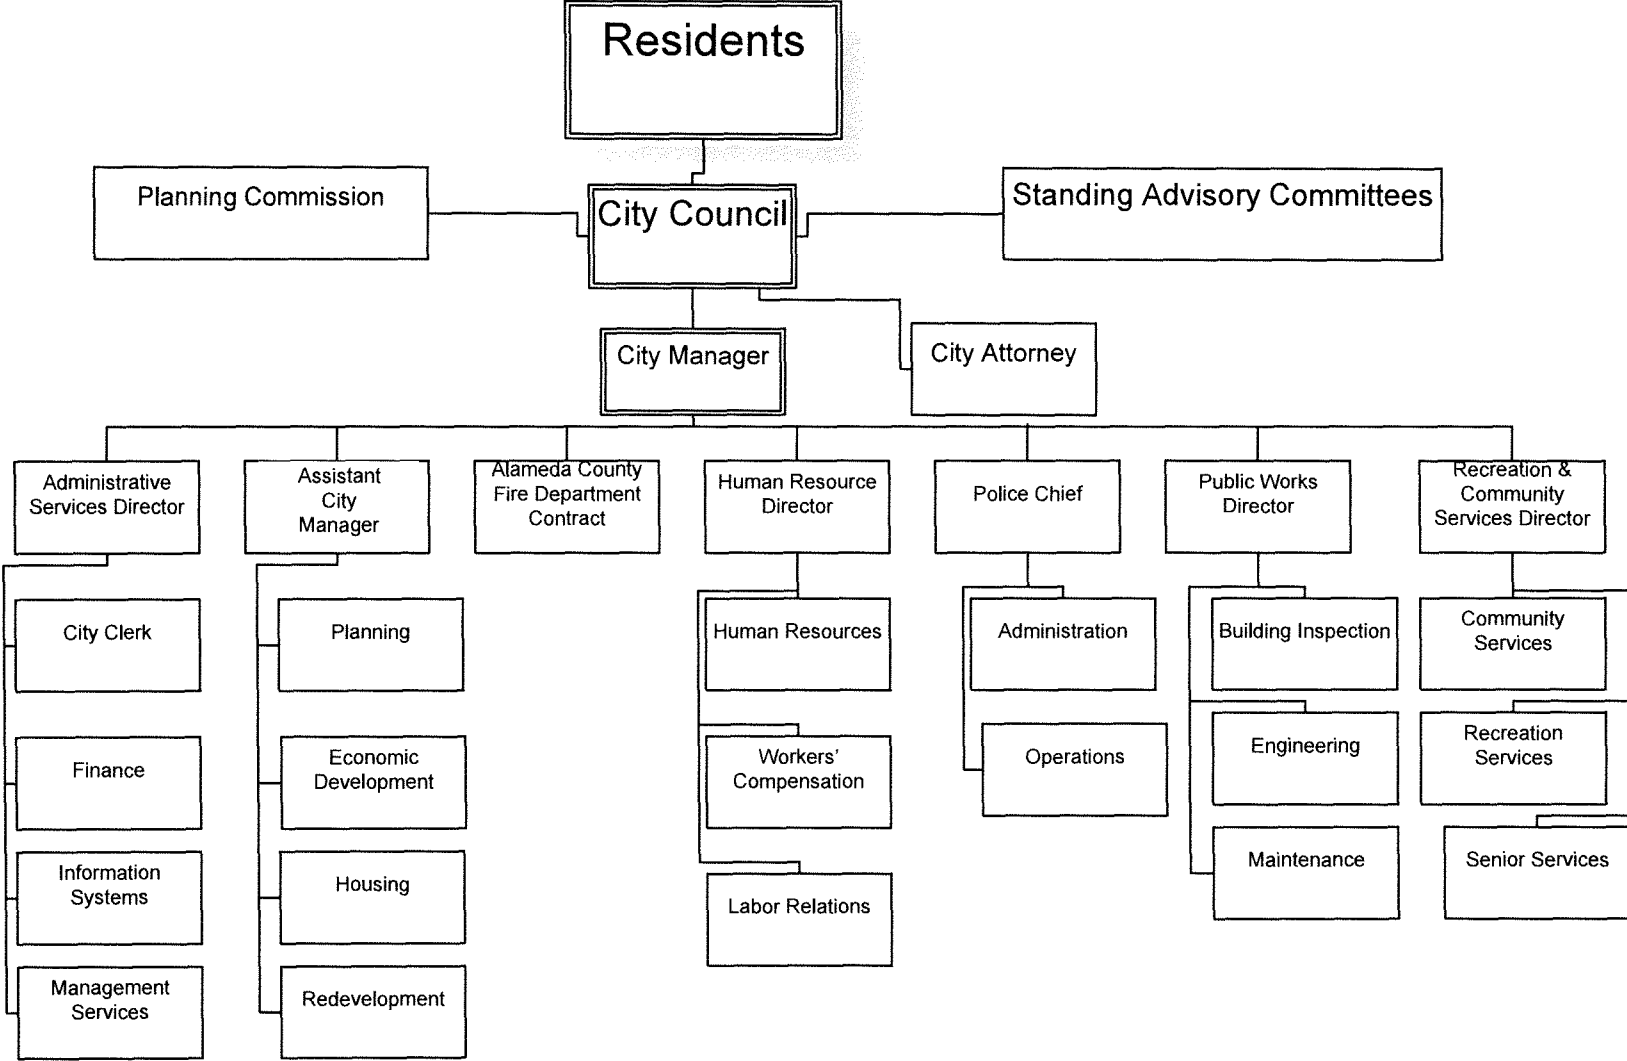 Residents
Planning Commission
City Council
Standing Advisory Committees
City Manager
City Attorney
Administrative
Services Director
Assistant
City
Manager
Alameda County
Fire Department
Contract
Human Resource
Director
Police Chief
Public Works
Director
Recreation &
Community
Services Director
City Clerk
Planning
Human Resources
Administration
Building Inspection
Community
Services
Finance
Economic
Development
Workers'
Compensation
Operations
Engineering
Recreation
Services
Information
Systems
Housing
Labor Relations
Maintenance
Senior Services
Management
Services
Redevelopment